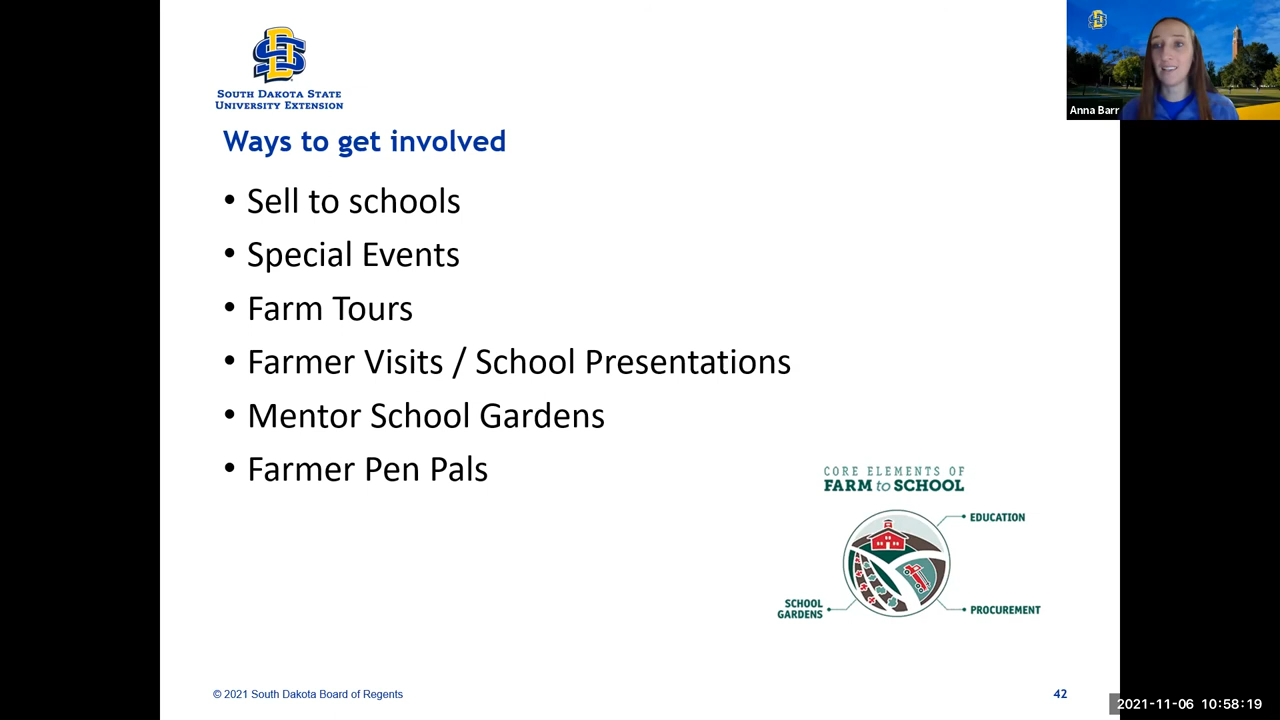 SOUTH DAKOTA STATE
UNIVERSITY EXTENSION
Anna Barr
Ways to get involved
• Sell to schools
• Special Events
• Farm Tours
• Farmer Visits / School Presentations
• Mentor School Gardens
• Farmer Pen Pals
CORE ELEMENTS OF
FARM to SCHOOL
EDUCATION
SCHOOL
GARDENS
PROCUREMENT
© 2021 South Dakota Board of Regents
42
2021-11-06 10:58:19